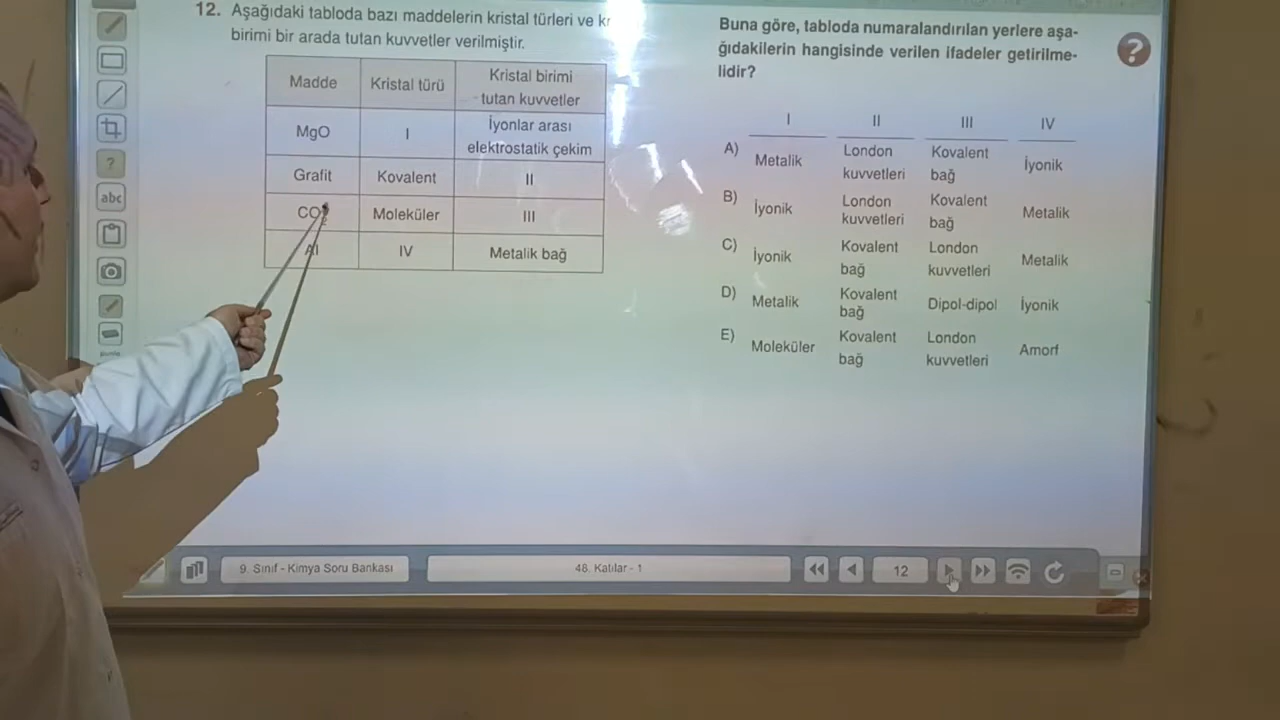 12. Aşağıdaki tabloda bazı maddelerin kristal türleri ve kr
birimi bir arada tutan kuvvetler verilmiştir.
Madde Kristal türü Kristal birimi
tutan kuvvetler
MgO I İyonlar arası
elektrostatik çekim
Grafit Kovalent II
CO2 Moleküler III
Al IV Metalik bağ
Buna göre, tabloda numaralandırılan yerlere aşa-
ğıdakilerin hangisinde verilen ifadeler getirilme-
lidir?
I II III IV
A) Metalik London kuvvetleri Kovalent bağ İyonik
B) İyonik London kuvvetleri Kovalent bağ Metalik
C) İyonik Kovalent bağ London kuvvetleri Metalik
D) Metalik Kovalent bağ Dipol-dipol İyonik
E) Moleküler Kovalent bağ London kuvvetleri Amorf
?
?
abc
9. Sınıf - Kimya Soru Bankası
48. Katılar - 1
12